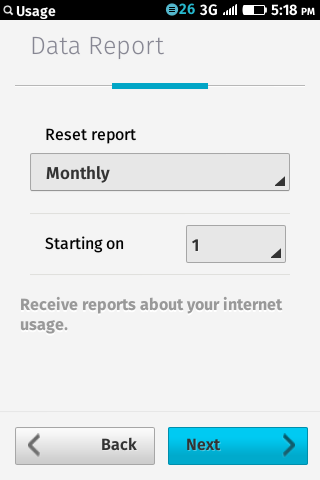 Usage 26 3G 5:18 PM
Data Report
Reset report
Monthly
Starting on 1
Receive reports about your internet
usage.
Back Next